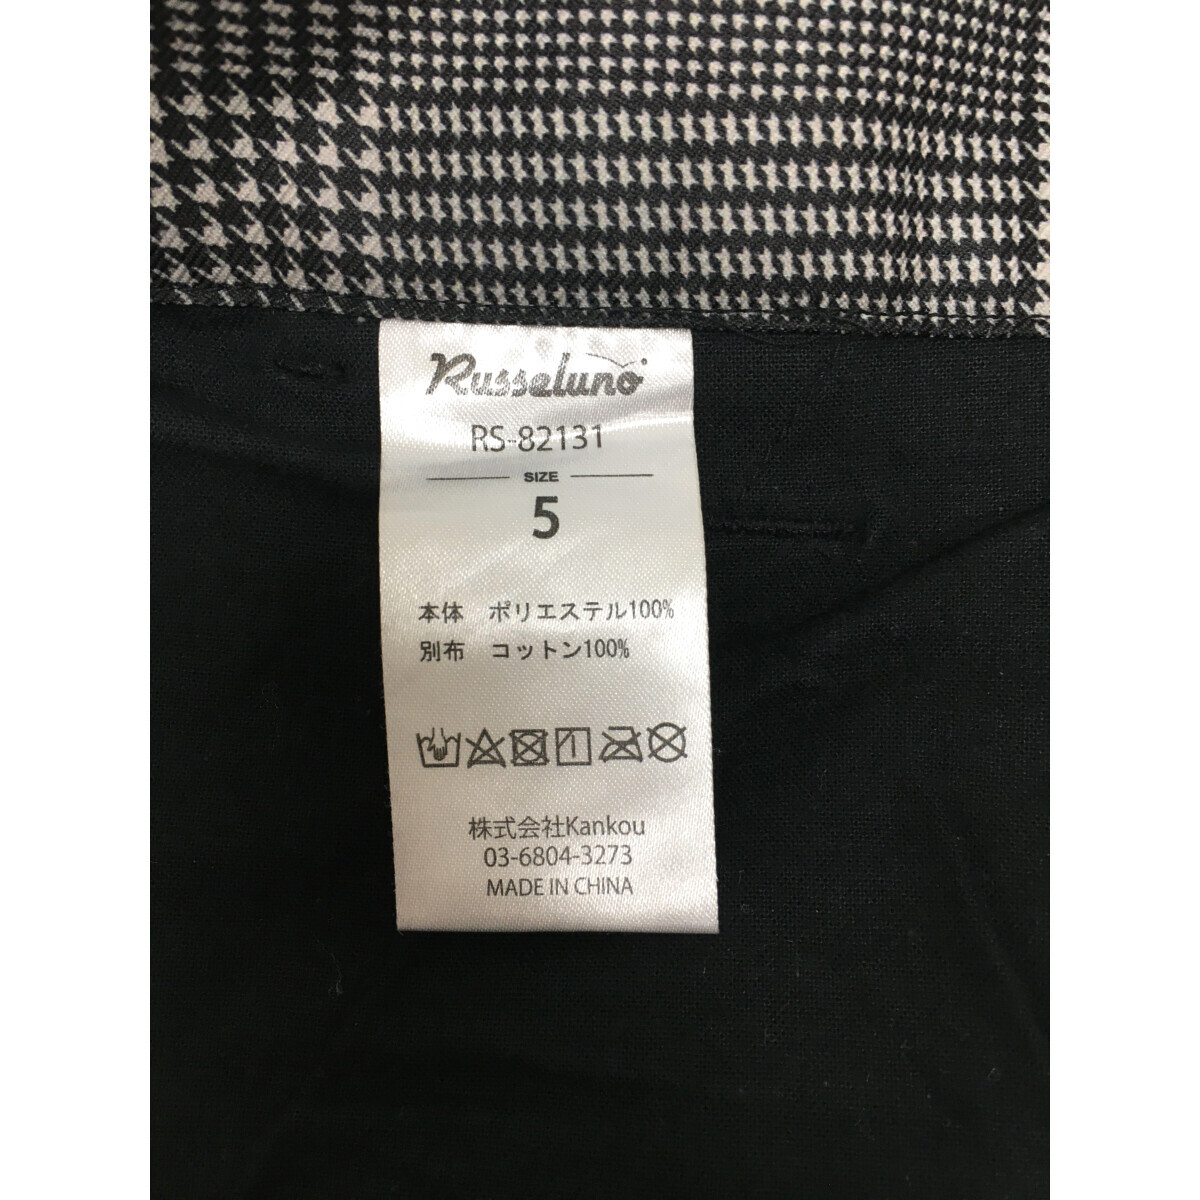 Russeluno
RS-82131
SIZE
5
本体　ポリエステル100%
別布　コットン100%
株式会社Kankou
03-6804-3273
MADE IN CHINA